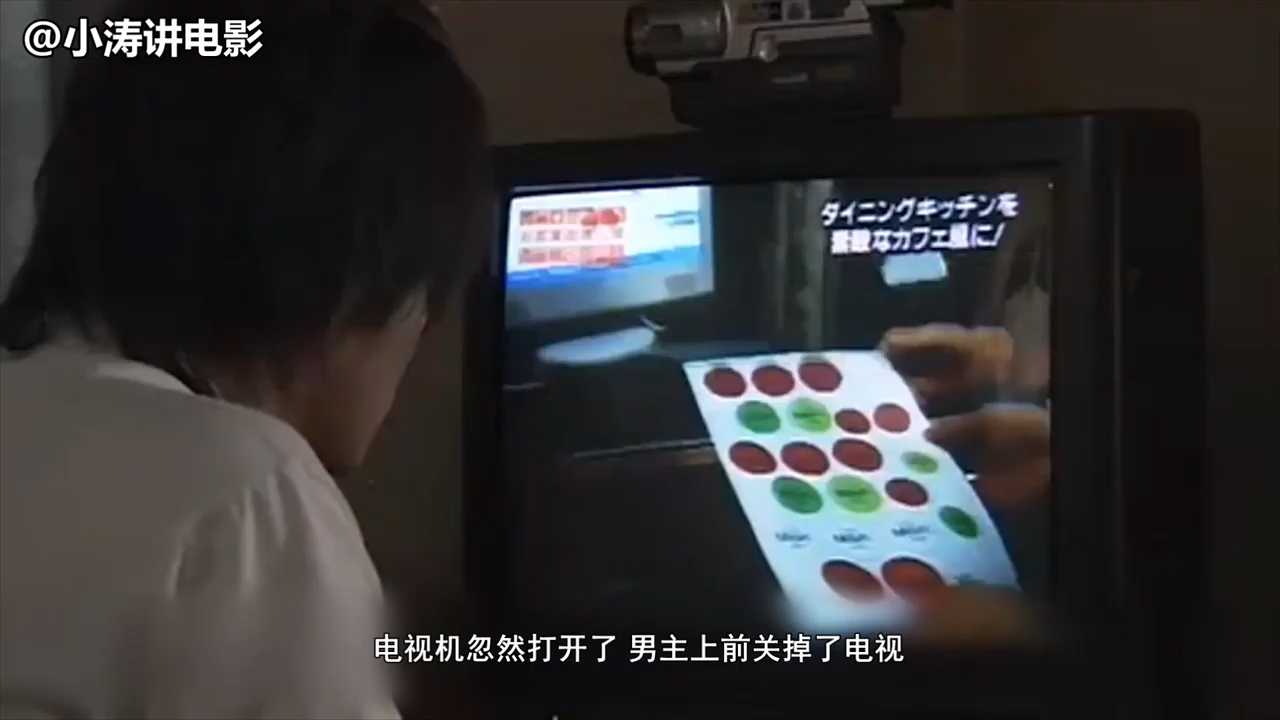 @小涛讲电影
ダイニングキッチンを
素敵なカフェ風に!
电视机忽然打开了 男主上前关掉了电视